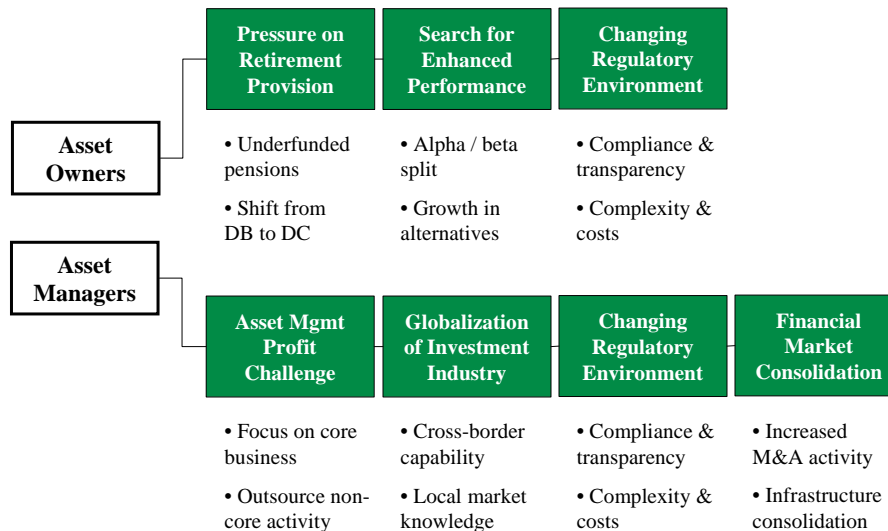 Pressure on
Retirement
Provision
Search for
Enhanced
Performance
Changing
Regulatory
Environment
Asset
Owners
• Underfunded
pensions
• Shift from
DB to DC
• Alpha / beta
split
• Growth in
alternatives
• Compliance &
transparency
• Complexity &
costs
Asset
Managers
Asset Mgmt
Profit
Challenge
Globalization
of Investment
Industry
Changing
Regulatory
Environment
Financial
Market
Consolidation
• Focus on core
business
• Outsource non-
core activity
• Cross-border
capability
• Local market
knowledge
• Compliance &
transparency
• Complexity &
costs
• Increased
M&A activity
• Infrastructure
consolidation